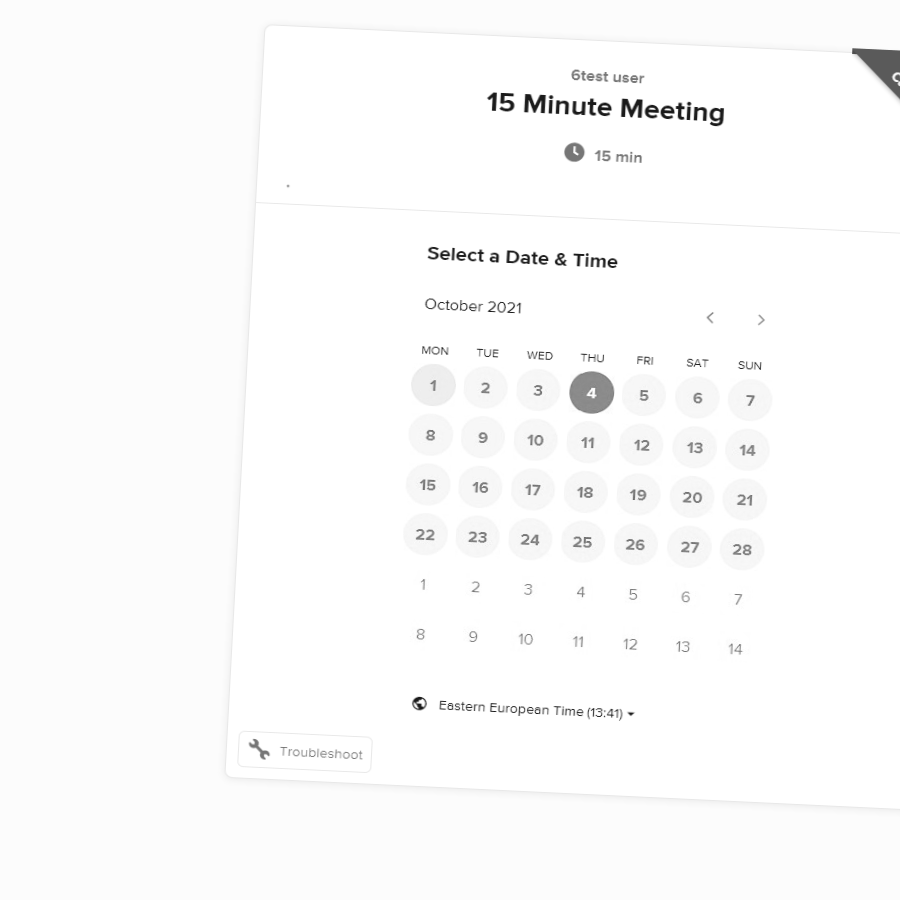 6test user
15 Minute Meeting
15 min
Select a Date & Time
October 2021
MON TUE WED THU FRI SAT SUN
1 2 3 4 5 6 7
8 9 10 11 12 13 14
15 16 17 18 19 20 21
22 23 24 25 26 27 28
1 2 3 4 5 6 7
8 9 10 11 12 13 14
Eastern European Time (13:41)
Troubleshoot